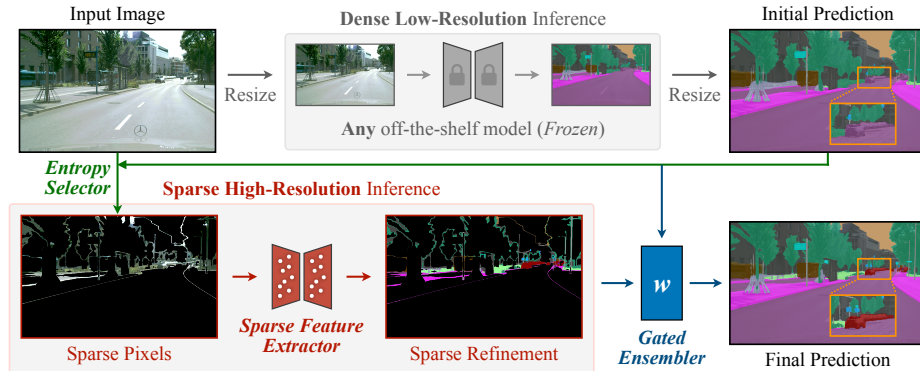 Input Image
Dense Low-Resolution Inference
Initial Prediction
Resize
Resize
Any off-the-shelf model (Frozen)
Entropy
Selector
Sparse High-Resolution Inference
w
Sparse Feature
Extractor
Gated
Ensembler
Sparse Pixels
Sparse Refinement
Final Prediction